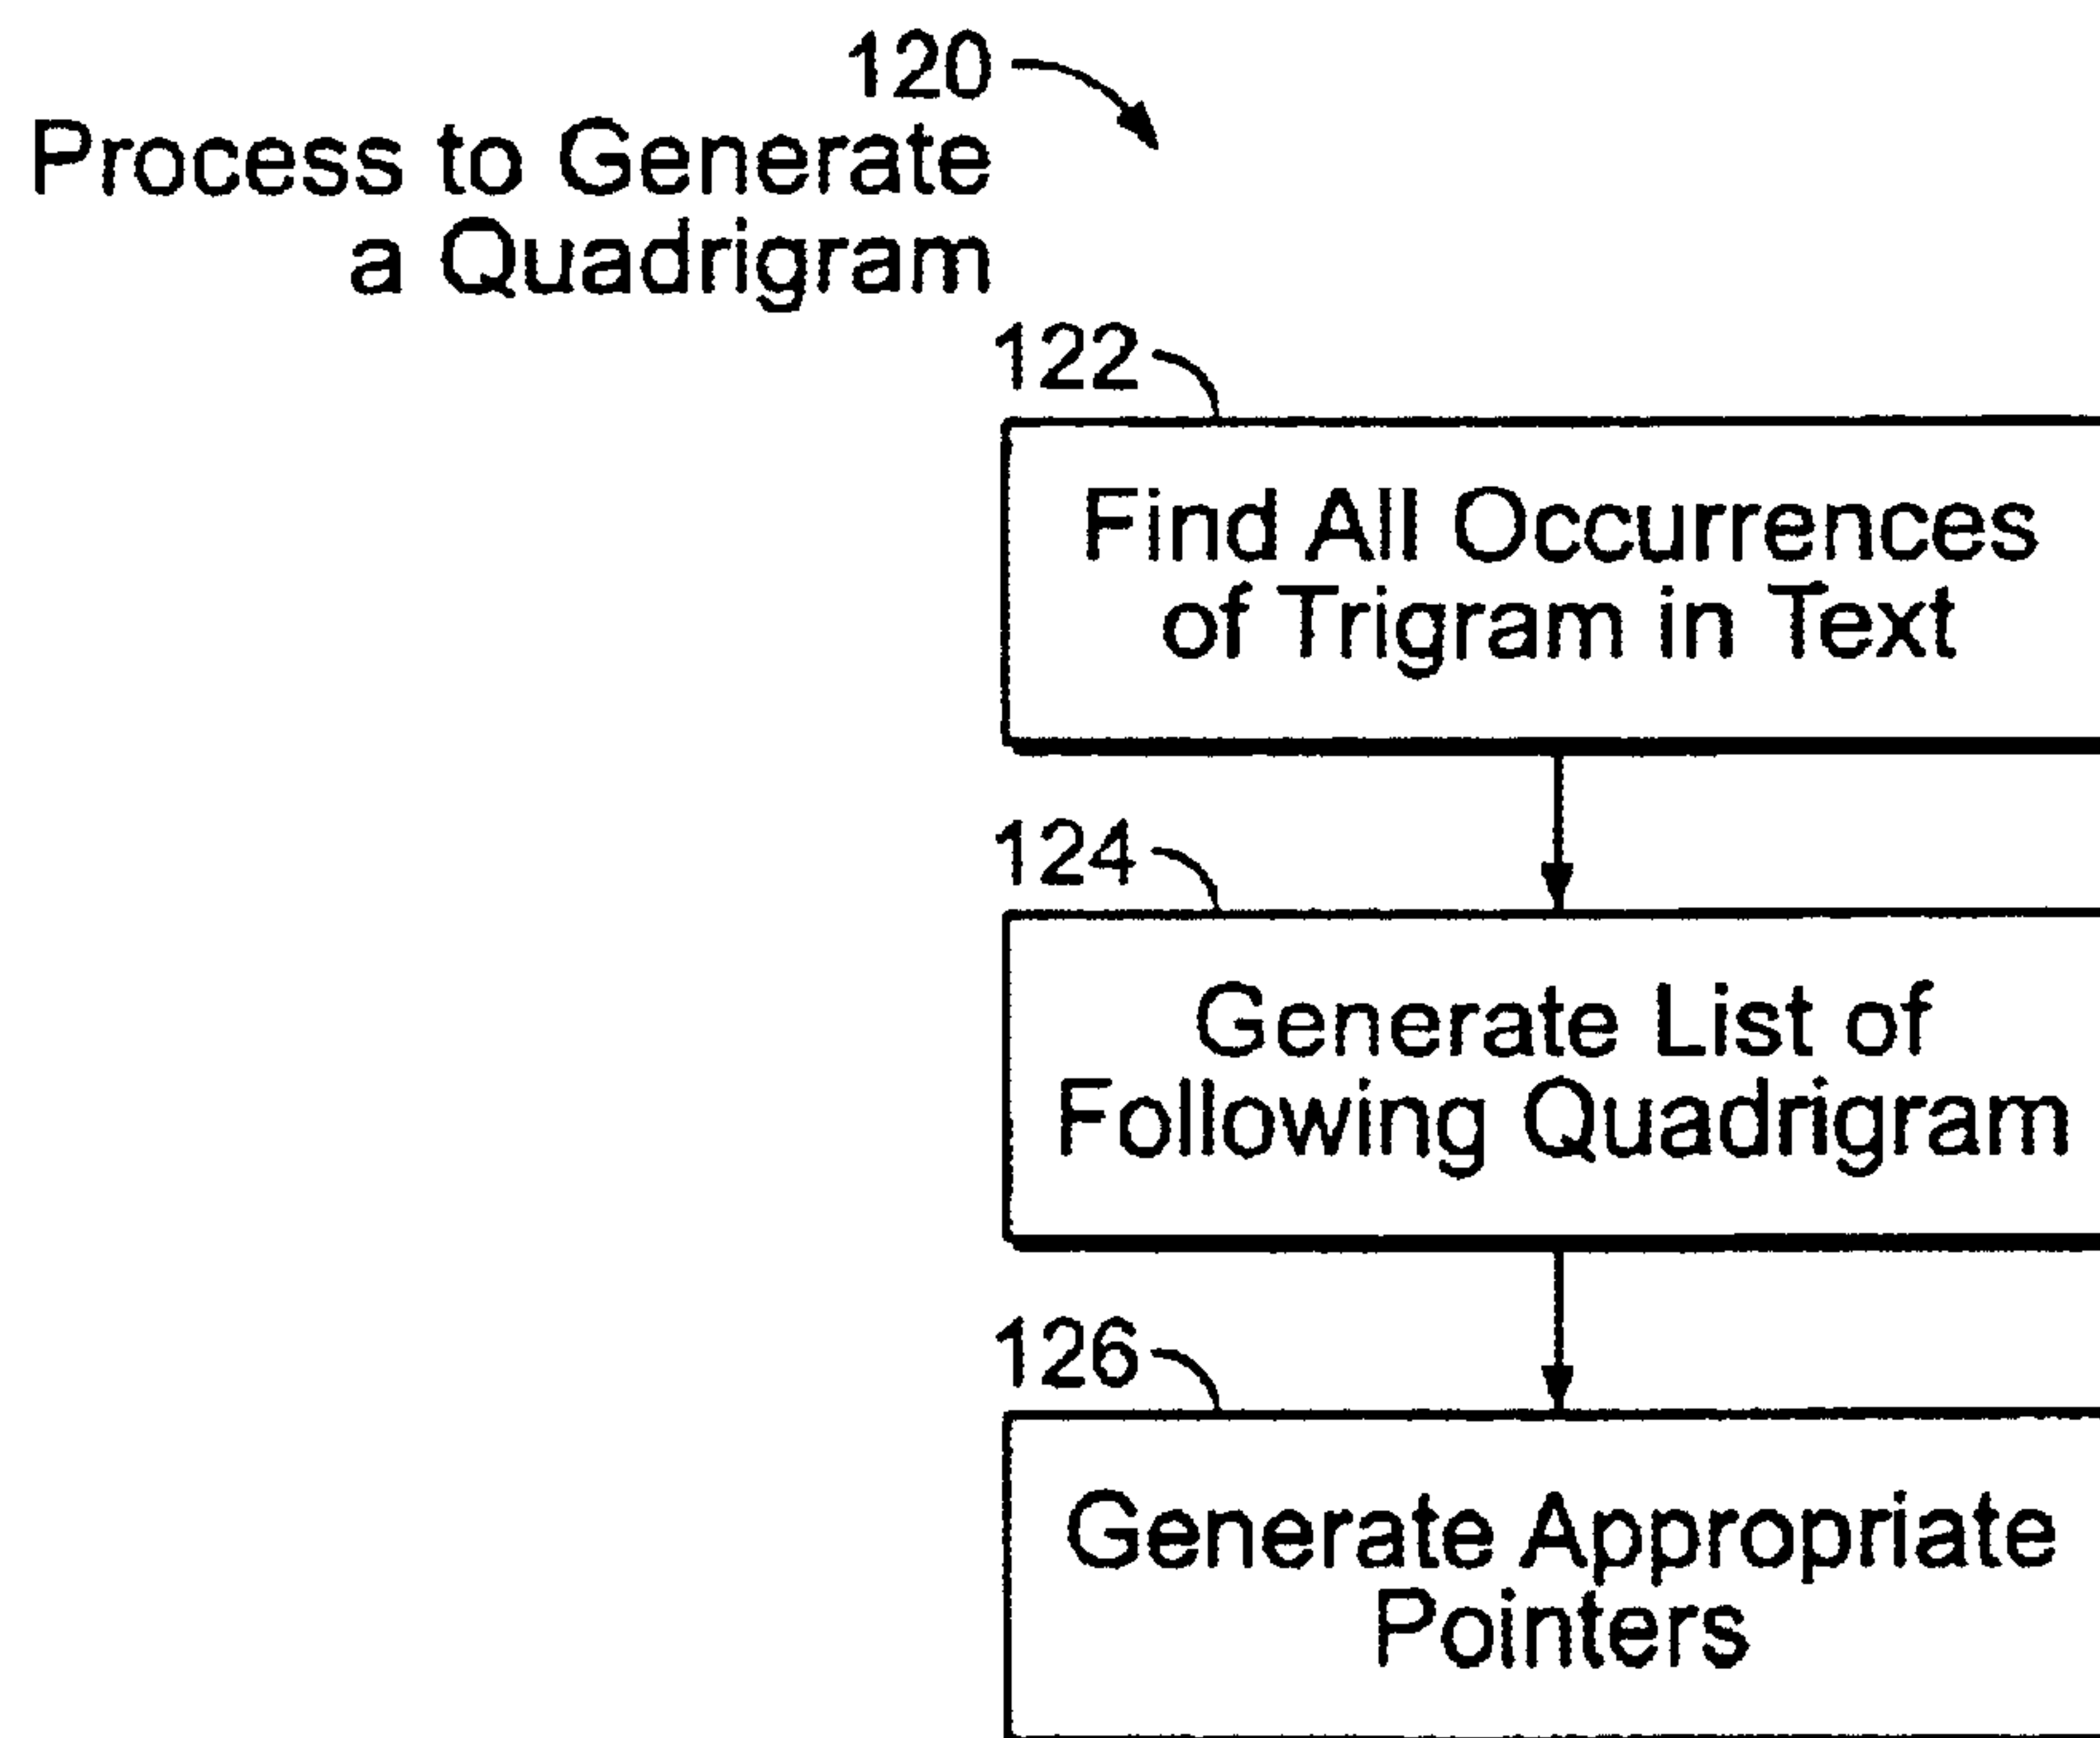 120
Process to Generate
a Quadrigram
122
Find All Occurrences
of Trigram in Text
124
Generate List of
Following Quadrigram
126
Generate Appropriate
Pointers